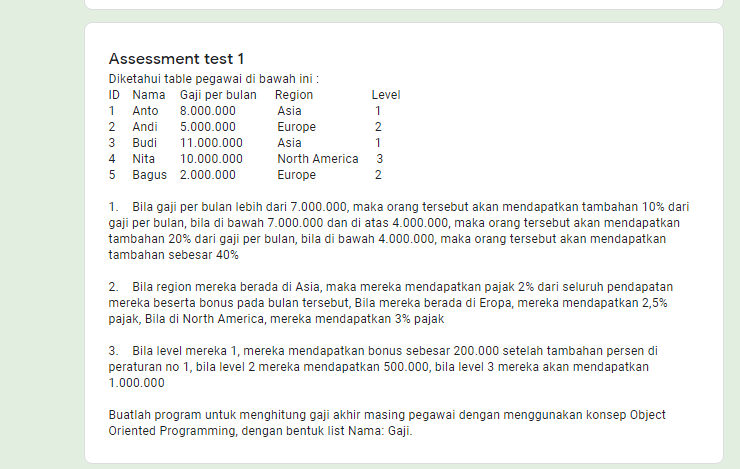 Assessment test 1
Diketahui table pegawai di bawah ini :
ID Nama Gaji per bulan Region Level
1 Anto 8.000.000 Asia 1
2 Andi 5.000.000 Europe 2
3 Budi 11.000.000 Asia 1
4 Nita 10.000.000 North America 3
5 Bagus 2.000.000 Europe 2
1. Bila gaji per bulan lebih dari 7.000.000, maka orang tersebut akan mendapatkan tambahan 10% dari
gaji per bulan, bila di bawah 7.000.000 dan di atas 4.000.000, maka orang tersebut akan mendapatkan
tambahan 20% dari gaji per bulan, bila di bawah 4.000.000, maka orang tersebut akan mendapatkan
tambahan sebesar 40%
2. Bila region mereka berada di Asia, maka mereka mendapatkan pajak 2% dari seluruh pendapatan
mereka beserta bonus pada bulan tersebut, Bila mereka berada di Eropa, mereka mendapatkan 2,5%
pajak, Bila di North America, mereka mendapatkan 3% pajak
3. Bila level mereka 1, mereka mendapatkan bonus sebesar 200.000 setelah tambahan persen di
peraturan no 1, bila level 2 mereka mendapatkan 500.000, bila level 3 mereka akan mendapatkan
1.000.000
Buatlah program untuk menghitung gaji akhir masing pegawai dengan menggunakan konsep Object
Oriented Programming, dengan bentuk list Nama: Gaji.